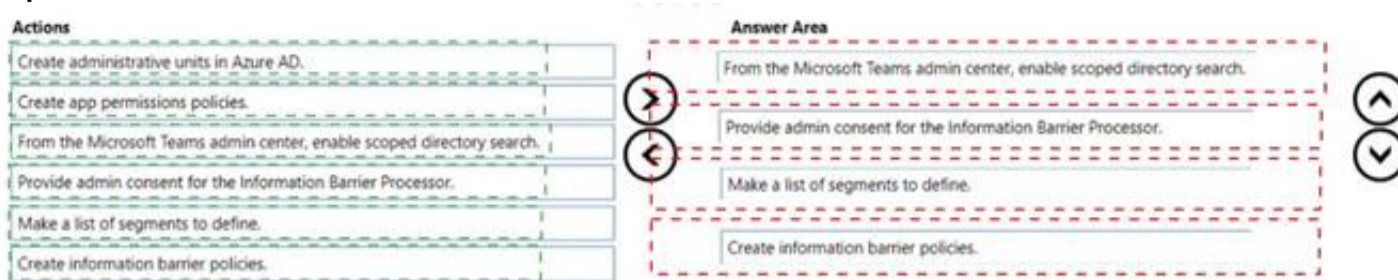 Actions
Create administrative units in Azure AD.
Create app permissions policies.
From the Microsoft Teams admin center, enable scoped directory search.
Provide admin consent for the Information Barrier Processor.
Make a list of segments to define.
Create information barrier policies.
Answer Area
From the Microsoft Teams admin center, enable scoped directory search.
Provide admin consent for the Information Barrier Processor.
Make a list of segments to define.
Create information barrier policies.